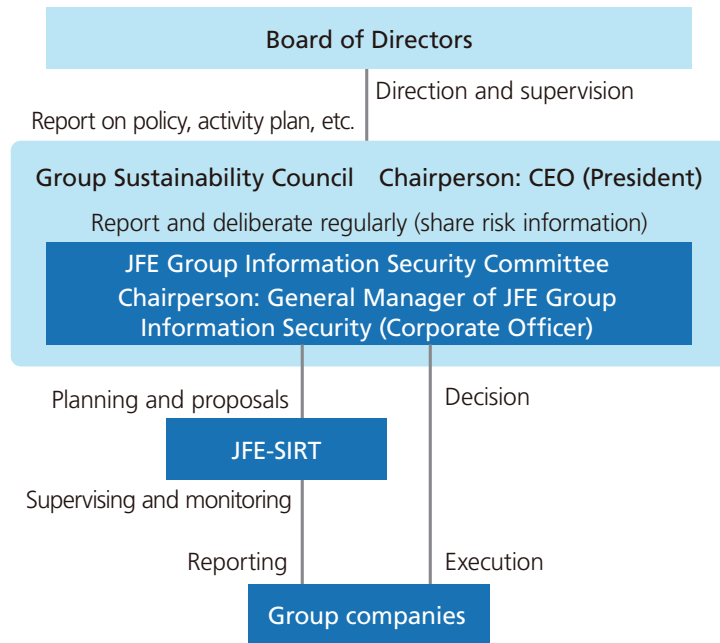 Board of Directors
Direction and supervision
Report on policy, activity plan, etc.
Group Sustainability Council Chairperson: CEO (President)
Report and deliberate regularly (share risk information)
JFE Group Information Security Committee
Chairperson: General Manager of JFE Group
Information Security (Corporate Officer)
Planning and proposals
Decision
JFE-SIRT
Supervising and monitoring
Reporting
Execution
Group companies